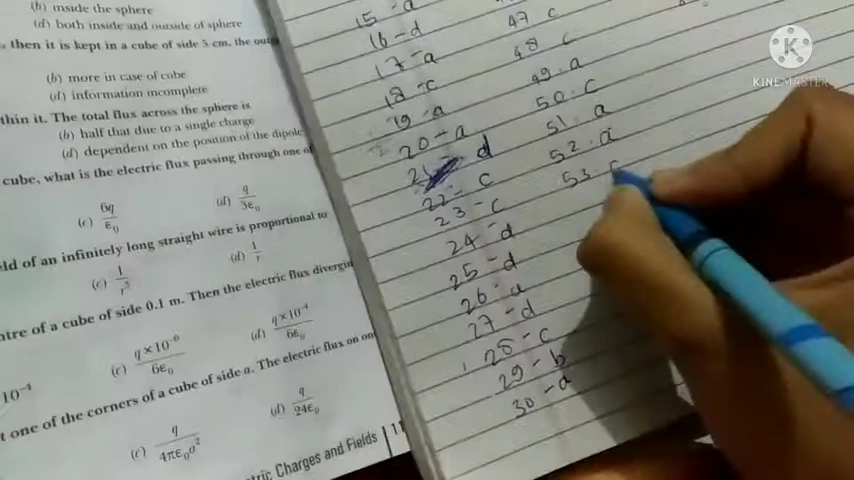 (b) inside the sphere
(d) both inside and outside of sphere
then it is kept in a cube of side 5 cm, the
(b) more in case of cube
(d) information incomplete
thin it. The total flux across the sphere is
(b) half that due to a single charge
(d) dependent on the position of the dipole
cube, what is the electric flux passing through one of
(c) 6q/ε₀
(d) q/3ε₀
of an infinitely long straight wire is proportional to
(c) 1/r³
(d) 1/r
tre of a cube of side 0.1 m. Then the electric flux diverging
10⁻⁴
(c) q×10⁻⁶/6ε₀
(d) q×10⁻⁴/6ε₀
t one of the corners of a cube of side a. The electric flux on one
(c) q/4πε₀a²
(d) q/24ε₀
tric Charges and Fields
15-a
16-d
17-a
18-c
19-a
20-a
d
22-c
23-c
24-d
25-d
26-a
27-d
28-c
29-b
30-a
47 c
48 c
49.a
50.c
51.a
52.a
53.c
KINEMASTER